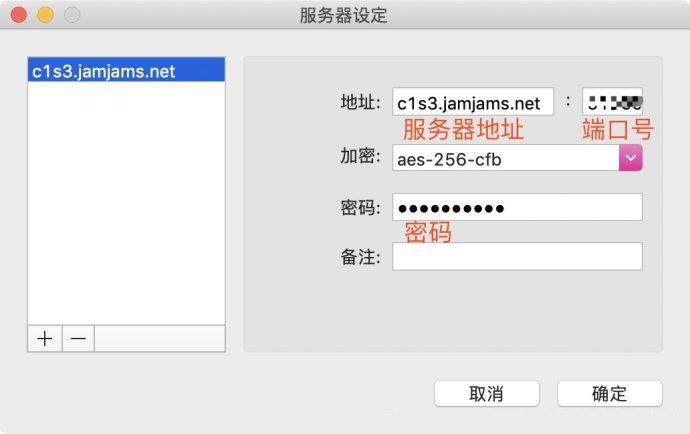 服务器设定
c1s3.jamjams.net
地址: c1s3.jamjams.net :
服务器地址 端口号
加密: aes-256-cfb
密码: ●●●●●●●●●●
密码
备注:
取消 确定